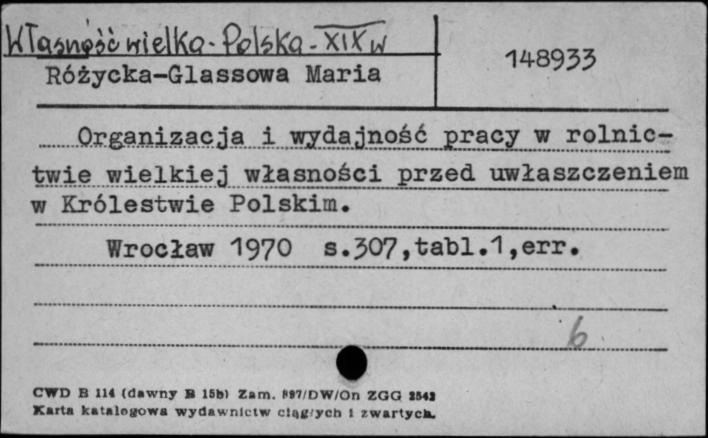 Własność wielka - Polska - XIX w
148933
Różycka-Glassowa Maria
Organizacja i wydajność pracy w rolnic-
twie wielkiej własności przed uwłaszczeniem
w Królestwie Polskim.
Wrocław 1970 s.307,tabl.1,err.
6
CWD B 114 (dawny B 15b) Zam. 897/DW/On ZGG 2542
Karta katalogowa wydawnictw ciągłych i zwartych.